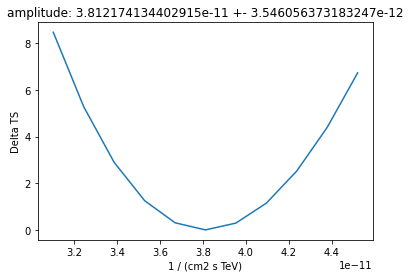 amplitude: 3.812174134402915e-11 +- 3.546056373183247e-12
8
6
4
2
0
Delta TS
3.2 3.4 3.6 3.8 4.0 4.2 4.4
1e−11
1 / (cm2 s TeV)